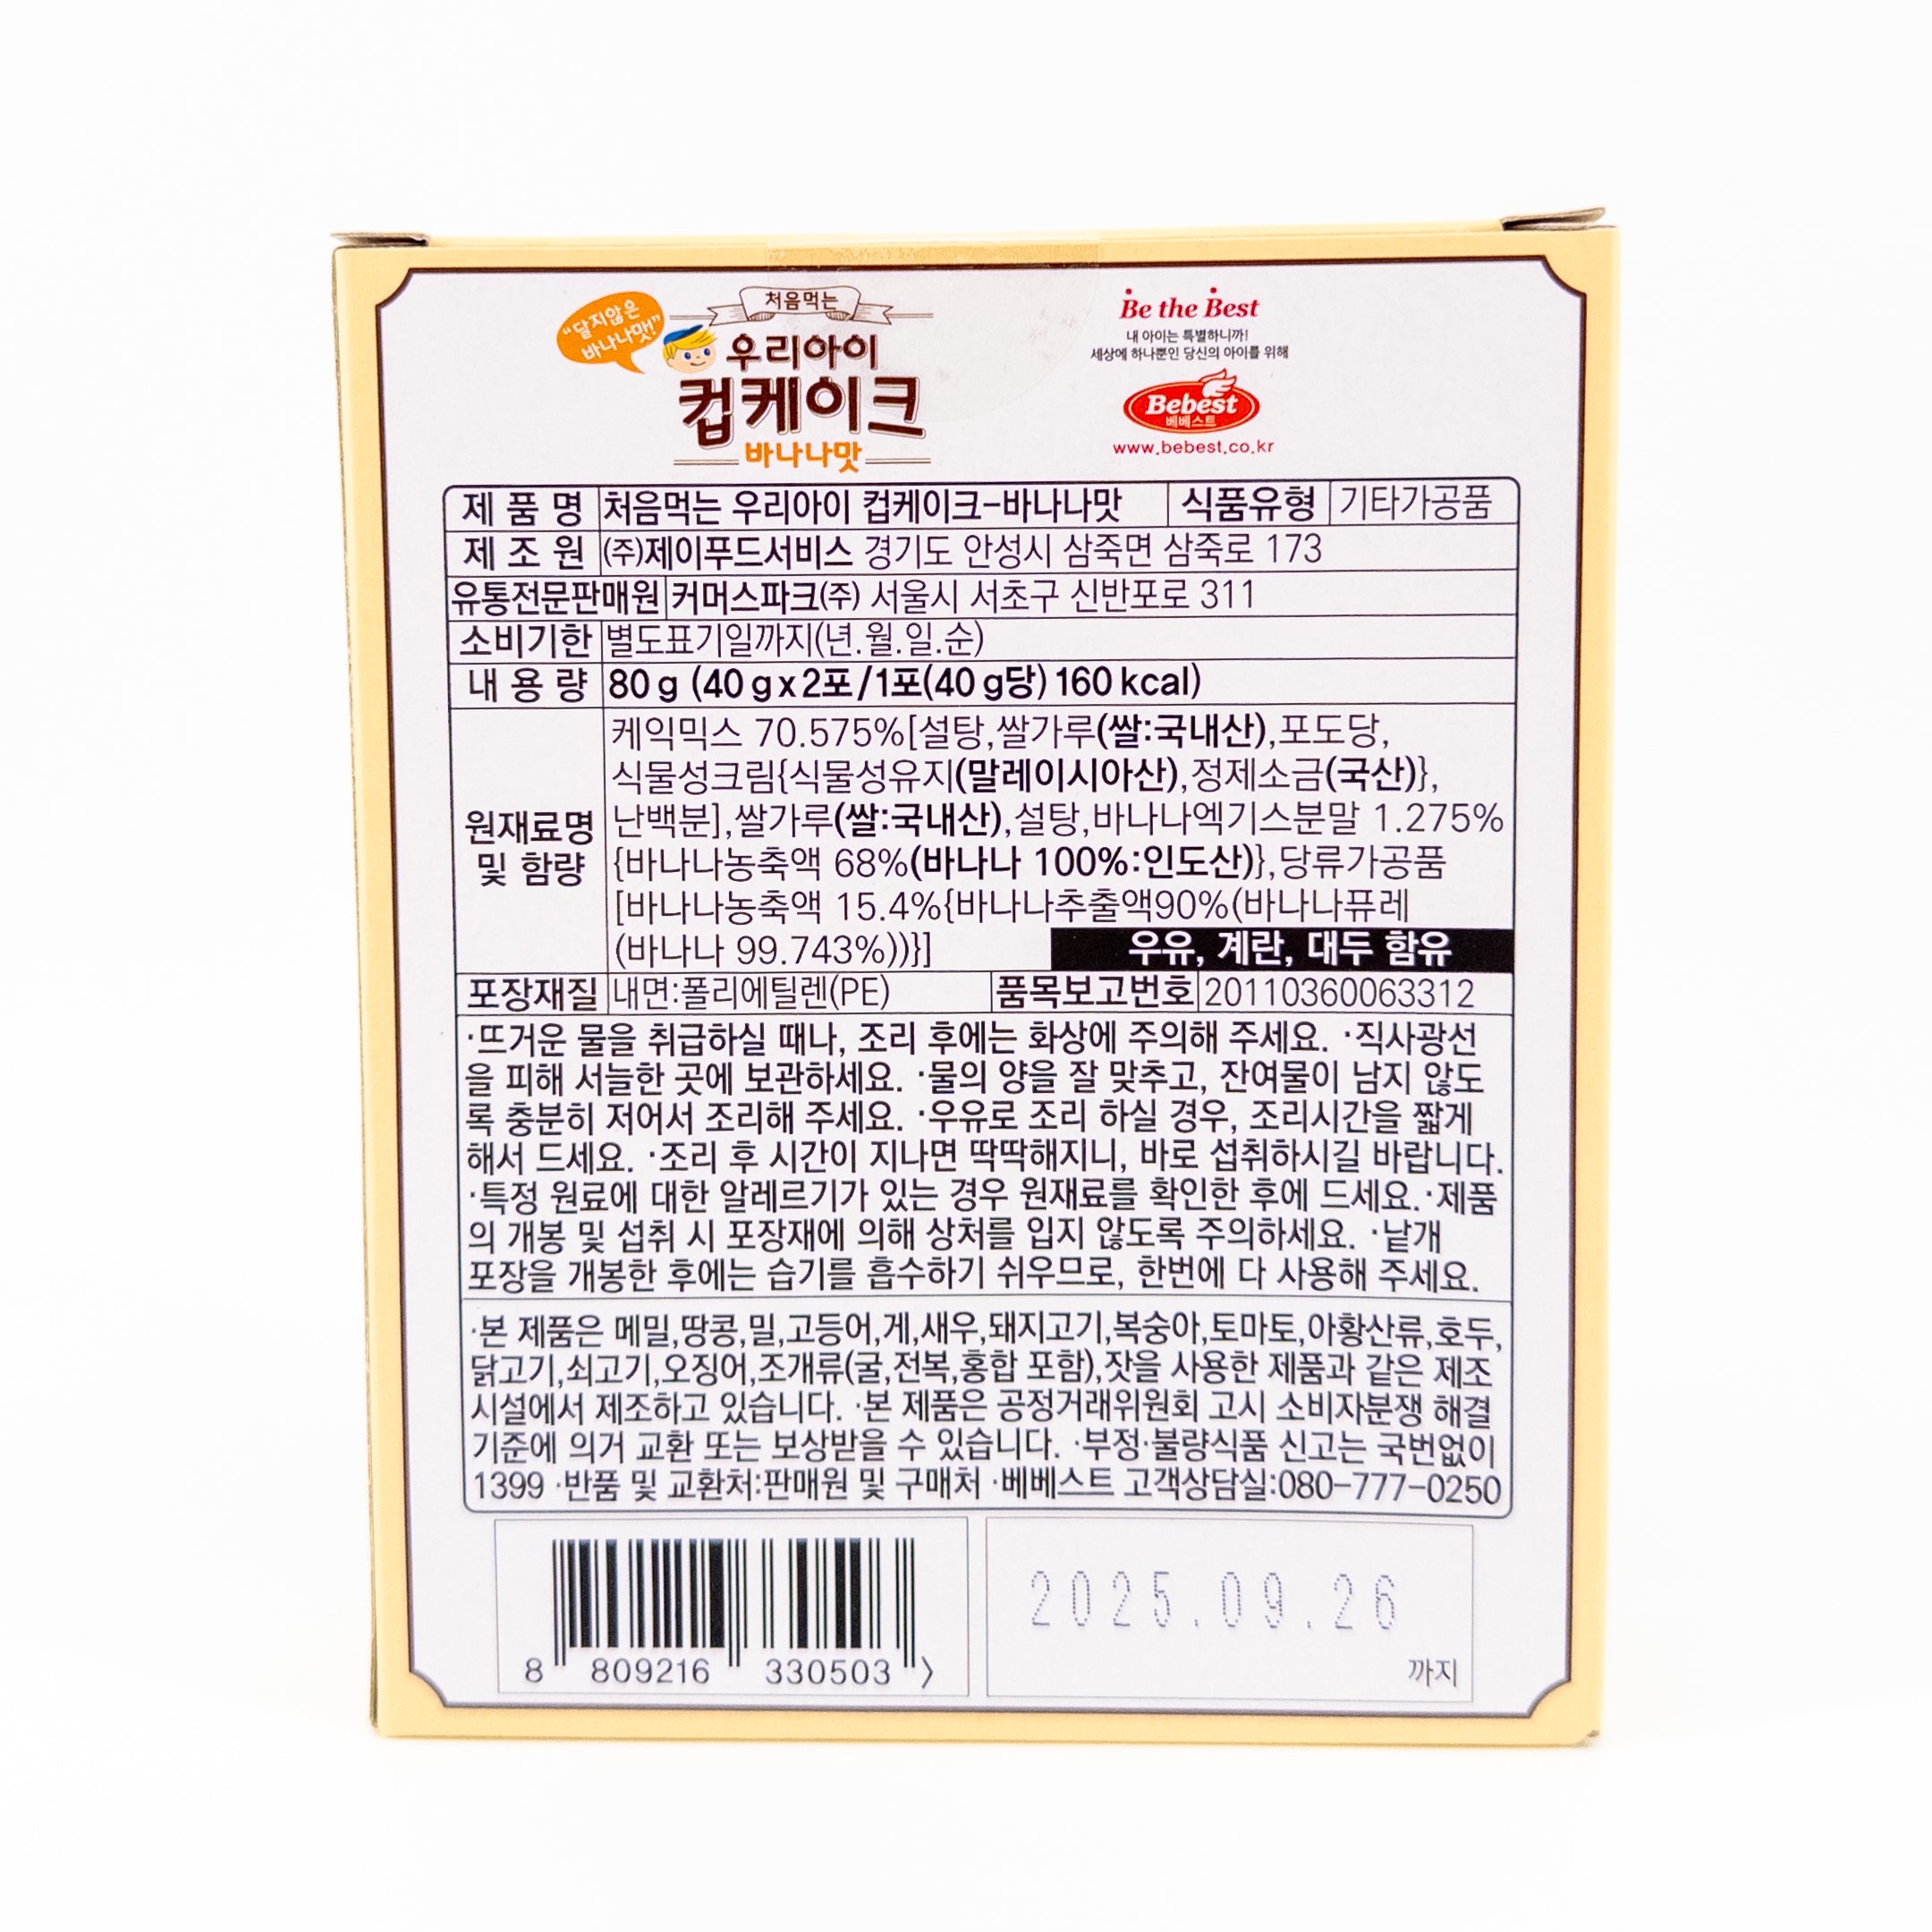 "달지않은
바나나맛!"
처음먹는
우리아이
컵케이크
바나나맛
Be the Best
내 아이는 특별하니까!
세상에 하나뿐인 당신의 아이를 위해
Bebest
베베스트
www.bebest.co.kr
제 품 명 처음먹는 우리아이 컵케이크-바나나맛 식품유형 기타가공품
제 조 원 (주)제이푸드서비스 경기도 안성시 삼죽면 삼죽로 173
유통전문판매원 커머스파크(주) 서울시 서초구 신반포로 311
소비기한 별도표기일까지(년.월.일.순)
내 용 량 80 g (40 g x 2포/1포(40 g당) 160 kcal)
원재료명
및 함량
케익믹스 70.575%[설탕,쌀가루(쌀:국내산),포도당,
식물성크림{식물성유지(말레이시아산),정제소금(국산)},
난백분],쌀가루(쌀:국내산),설탕,바나나엑기스분말 1.275%
{바나나농축액 68%(바나나 100%:인도산)},당류가공품
[바나나농축액 15.4%{바나나추출액90%(바나나퓨레
(바나나 99.743%))}]
우유, 계란, 대두 함유
포장재질 내면:폴리에틸렌(PE) 품목보고번호 20110360063312
·뜨거운 물을 취급하실 때나, 조리 후에는 화상에 주의해 주세요. ·직사광선
을 피해 서늘한 곳에 보관하세요. ·물의 양을 잘 맞추고, 잔여물이 남지 않도
록 충분히 저어서 조리해 주세요. ·우유로 조리 하실 경우, 조리시간을 짧게
해서 드세요. ·조리 후 시간이 지나면 딱딱해지니, 바로 섭취하시길 바랍니다.
·특정 원료에 대한 알레르기가 있는 경우 원재료를 확인한 후에 드세요.·제품
의 개봉 및 섭취 시 포장재에 의해 상처를 입지 않도록 주의하세요. ·낱개
포장을 개봉한 후에는 습기를 흡수하기 쉬우므로, 한번에 다 사용해 주세요.
·본 제품은 메밀,땅콩,밀,고등어,게,새우,돼지고기,복숭아,토마토,아황산류,호두,
닭고기,쇠고기,오징어,조개류(굴,전복,홍합 포함),잣을 사용한 제품과 같은 제조
시설에서 제조하고 있습니다. ·본 제품은 공정거래위원회 고시 소비자분쟁 해결
기준에 의거 교환 또는 보상받을 수 있습니다. ·부정·불량식품 신고는 국번없이
1399 ·반품 및 교환처:판매원 및 구매처 ·베베스트 고객상담실:080-777-0250
8 809216 330503 >
2025.09.26
까지